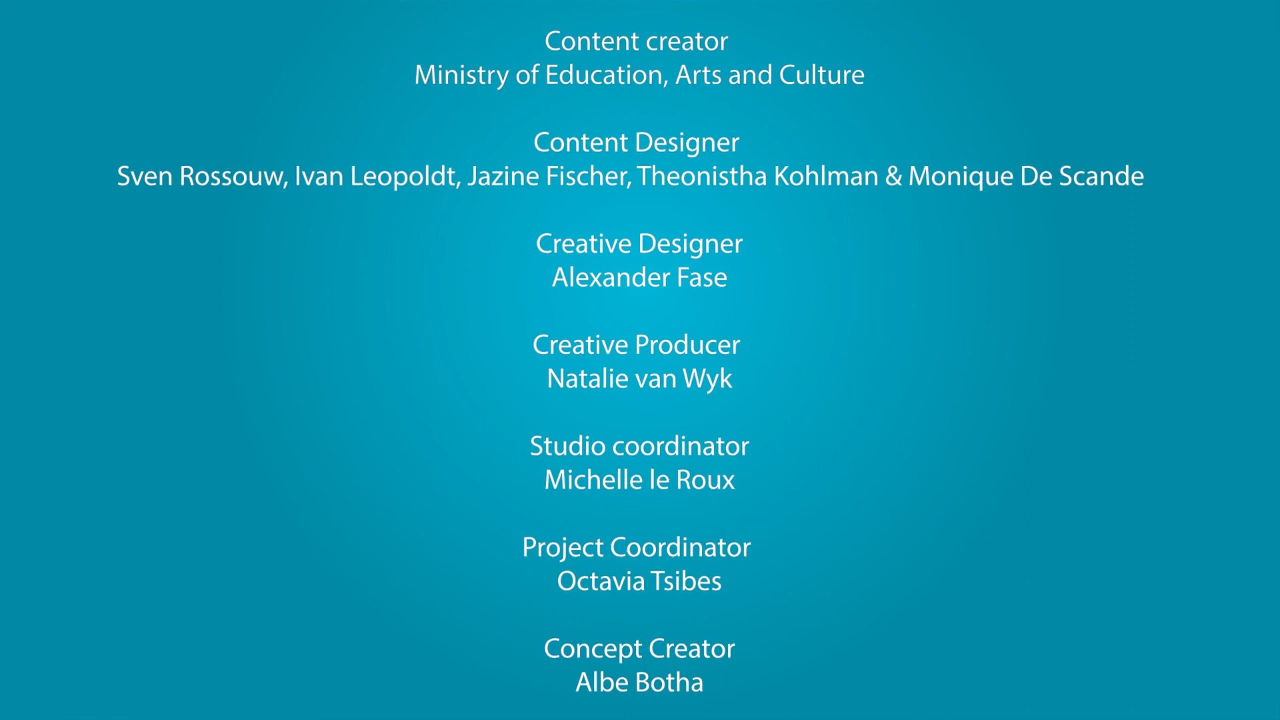 Content creator
Ministry of Education, Arts and Culture
Content Designer
Sven Rossouw, Ivan Leopoldt, Jazine Fischer, Theonistha Kohlman & Monique De Scande
Creative Designer
Alexander Fase
Creative Producer
Natalie van Wyk
Studio coordinator
Michelle le Roux
Project Coordinator
Octavia Tsibes
Concept Creator
Albe Botha